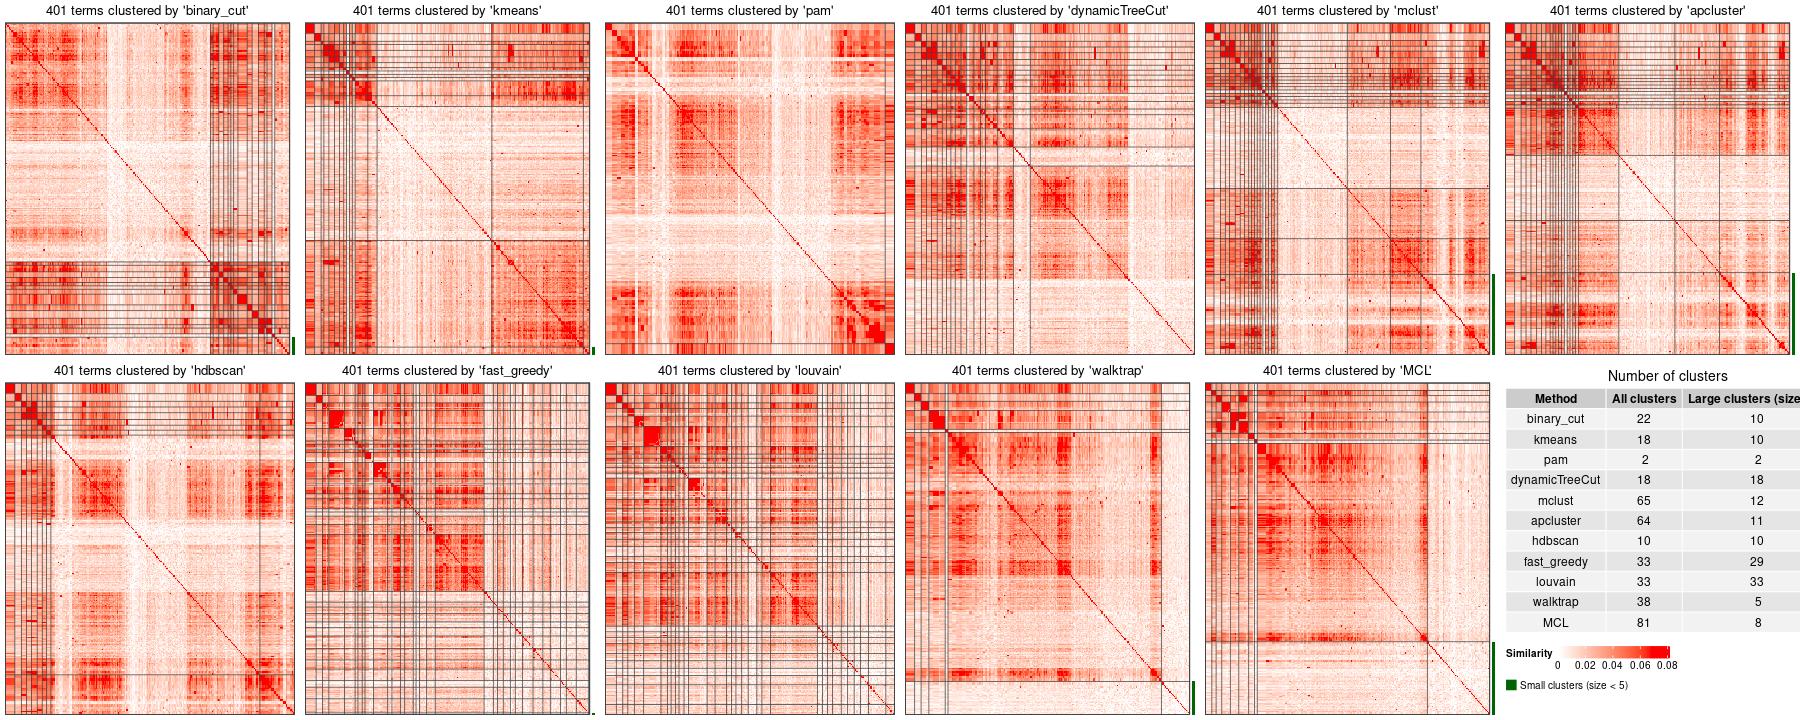 401 terms clustered by 'binary_cut'
401 terms clustered by 'kmeans'
401 terms clustered by 'pam'
401 terms clustered by 'dynamicTreeCut'
401 terms clustered by 'mclust'
401 terms clustered by 'apcluster'
401 terms clustered by 'hdbscan'
401 terms clustered by 'fast_greedy'
401 terms clustered by 'louvain'
401 terms clustered by 'walktrap'
401 terms clustered by 'MCL'
Number of clusters
Method All clusters Large clusters (size
binary_cut 22 10
kmeans 18 10
pam 2 2
dynamicTreeCut 18 18
mclust 65 12
apcluster 64 11
hdbscan 10 10
fast_greedy 33 29
louvain 33 33
walktrap 38 5
MCL 81 8
Similarity
0 0.02 0.04 0.06 0.08
Small clusters (size < 5)